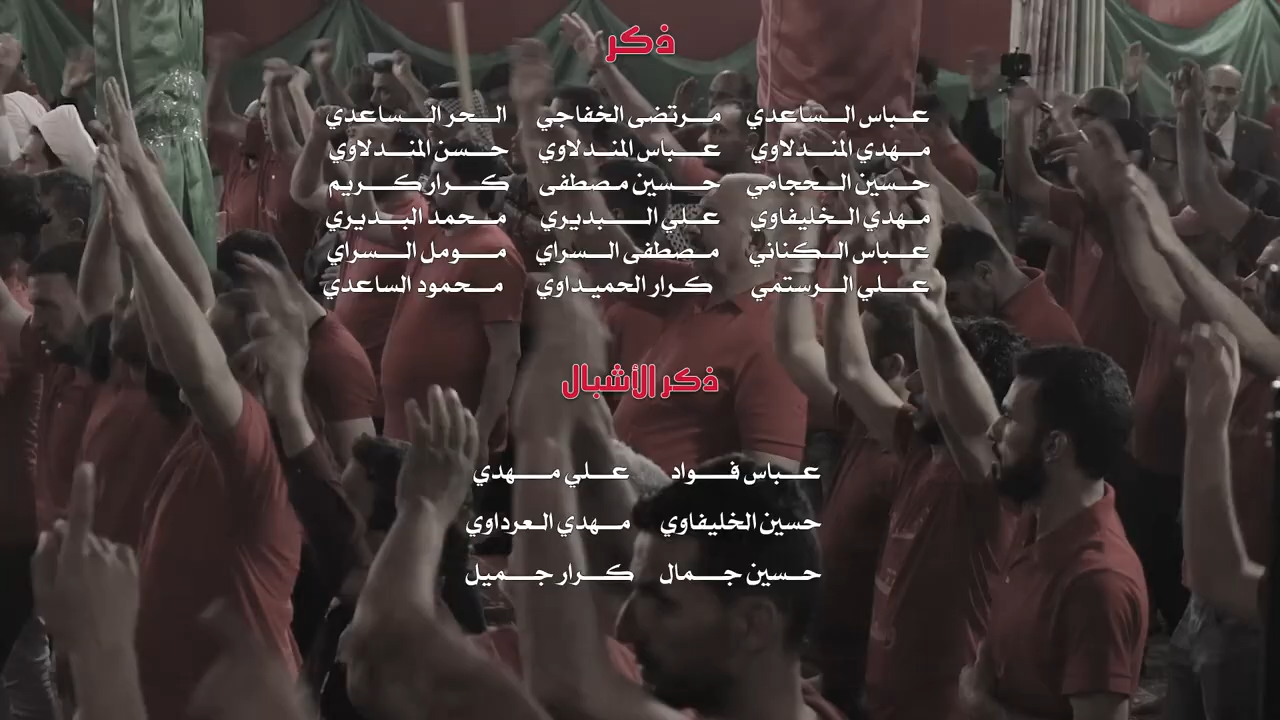 ذكر
عباس الساعدي مرتضى الخفاجي الحر الساعدي
مهدي المندلاوي عباس المندلاوي حسن المندلاوي
حسين الحجامي حسين مصطفى كرار كريم
مهدي الخليفاوي علي البديري محمد البديري
عباس الكناني مصطفى السراي مومل السراي
علي الرستمي كرار الحميداوي محمود الساعدي
ذكر الأشبال
عباس فواد علي مهدي
حسين الخليفاوي مهدي العرداوي
حسين جمال كرار جميل